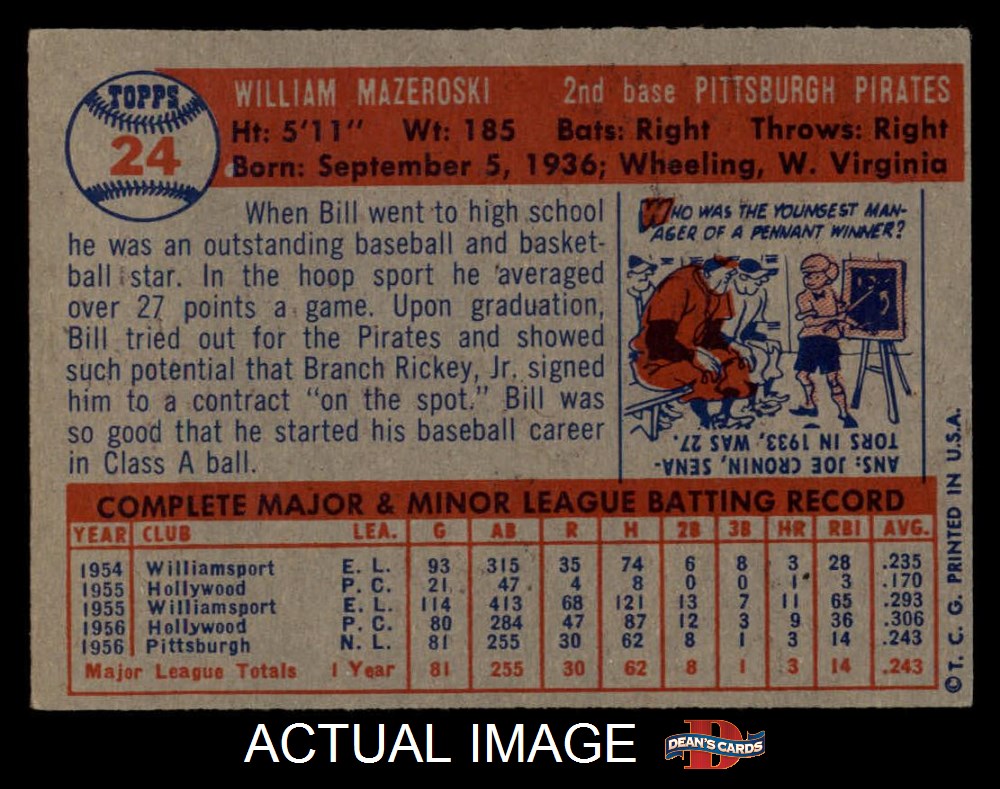 TOPPS
24
WILLIAM MAZEROSKI 2nd base PITTSBURGH PIRATES
Ht: 5'11" Wt: 185 Bats: Right Throws: Right
Born: September 5, 1936; Wheeling, W. Virginia
When Bill went to high school
he was an outstanding baseball and basket-
ball star. In the hoop sport he averaged
over 27 points a game. Upon graduation,
Bill tried out for the Pirates and showed
such potential that Branch Rickey, Jr. signed
him to a contract "on the spot." Bill was
so good that he started his baseball career
in Class A ball.
WHO WAS THE YOUNGEST MAN-
AGER OF A PENNANT WINNER?
ANS: JOE CRONIN, SENA-
TORS IN 1933, WAS 27.
COMPLETE MAJOR & MINOR LEAGUE BATTING RECORD
YEAR CLUB LEA. G AB R H 2B 3B HR RBI AVG.
1954 Williamsport E. L. 93 315 35 74 6 8 3 28 .235
1955 Hollywood P. C. 21 47 4 8 0 0 1 3 .170
1955 Williamsport E. L. 114 413 68 121 13 7 11 65 .293
1956 Hollywood P. C. 80 284 47 87 12 3 9 36 .306
1956 Pittsburgh N. L. 81 255 30 62 8 1 3 14 .243
Major League Totals 1 Year 81 255 30 62 8 1 3 14 .243
© T. C. G. PRINTED IN U.S.A.
ACTUAL IMAGE
D
DEAN'S CARDS